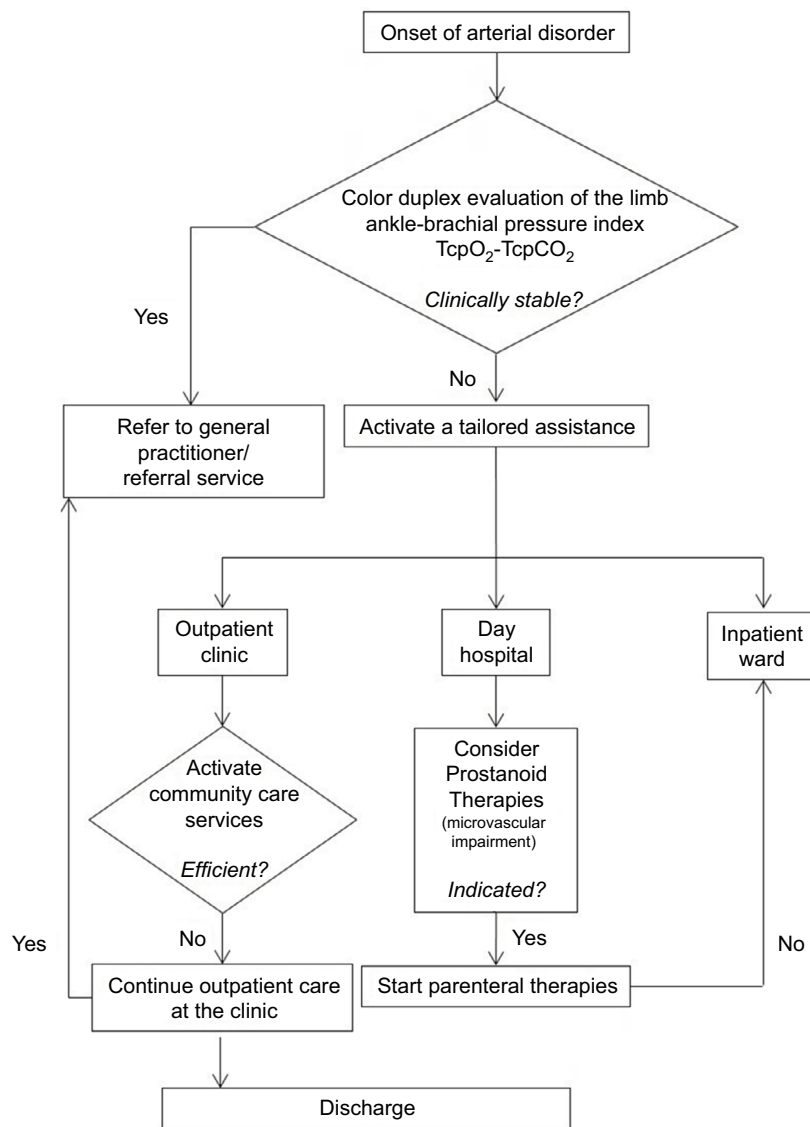 Onset of arterial disorder
Color duplex evaluation of the limb
ankle-brachial pressure index
TcpO₂-TcpCO₂
Clinically stable?
Yes
No
Refer to general
practitioner/
referral service
Activate a tailored assistance
Outpatient
clinic
Day
hospital
Inpatient
ward
Activate
community care
services
Efficient?
Consider
Prostanoid
Therapies
(microvascular
impairment)
Indicated?
Yes
No
Yes
No
Continue outpatient care
at the clinic
Start parenteral therapies
Discharge